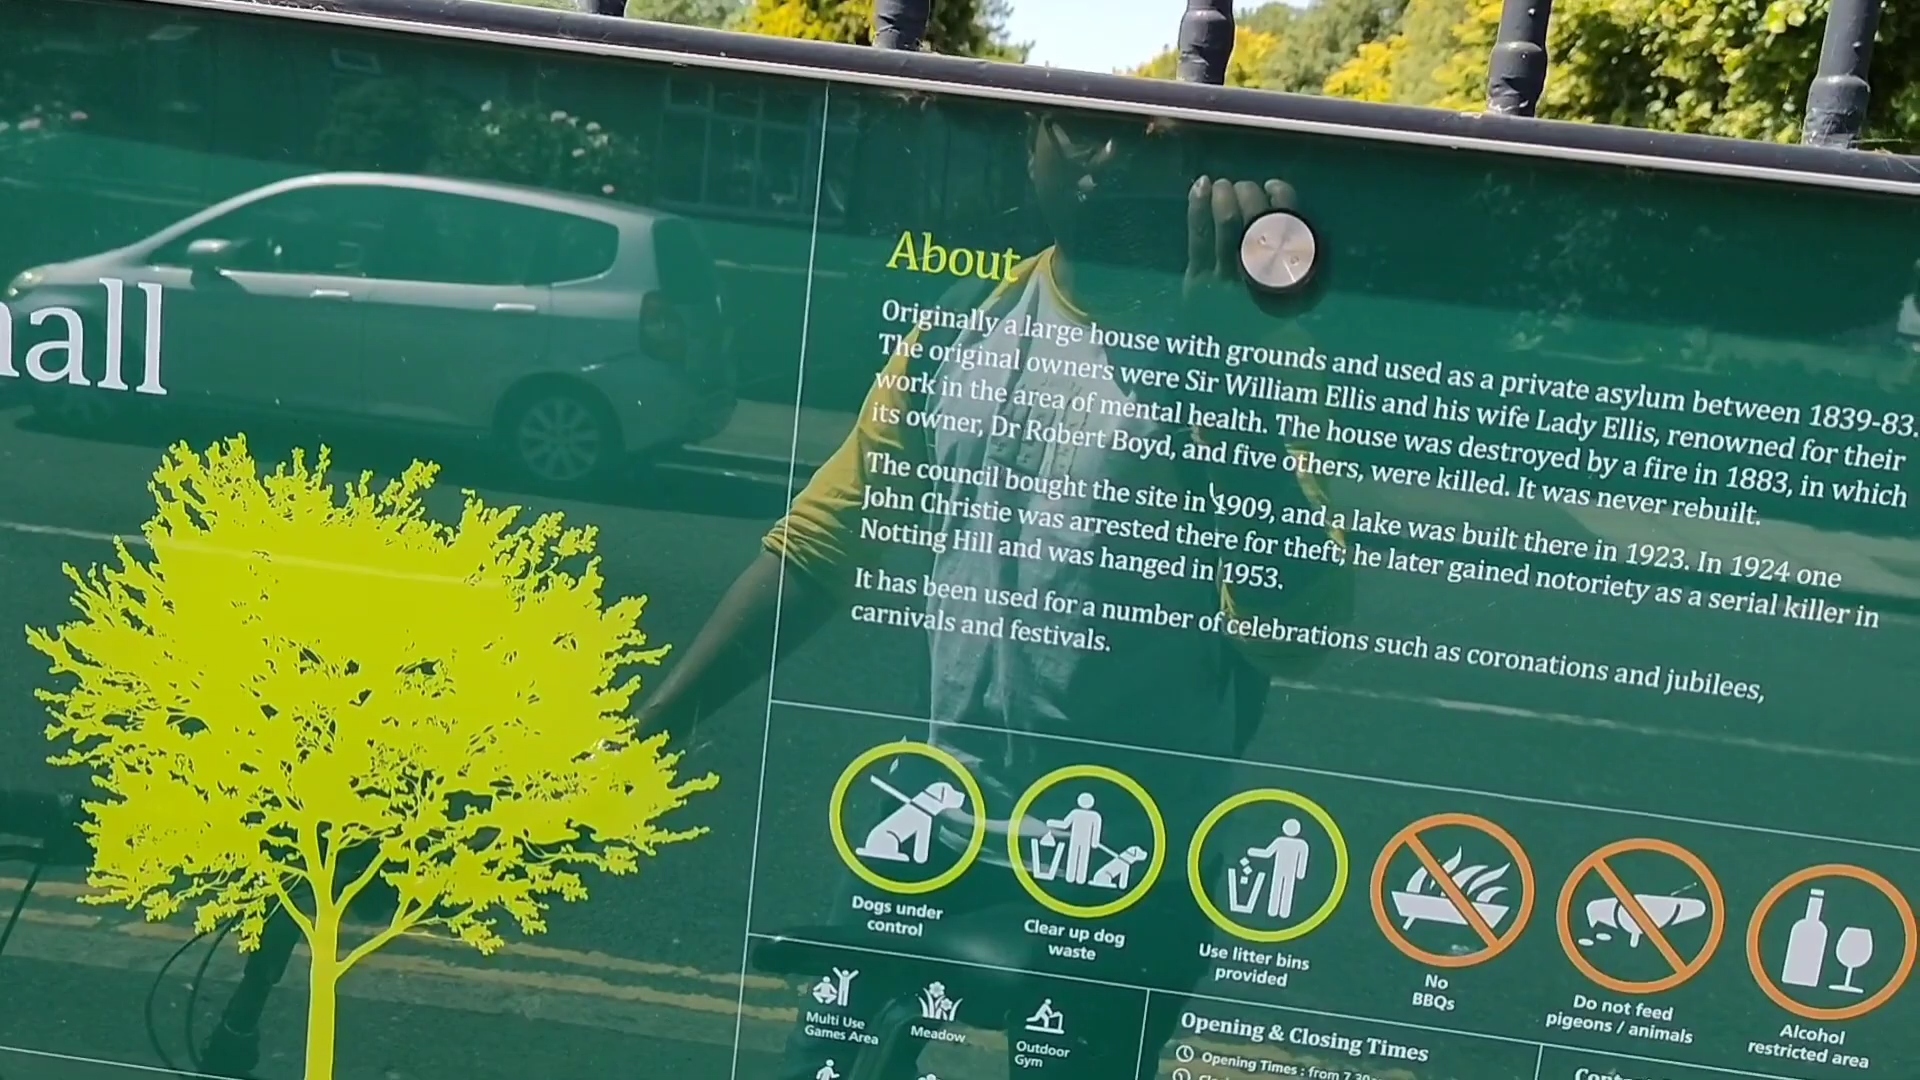 all
About
Originally a large house with grounds and used as a private asylum between 1839-83.
The original owners were Sir William Ellis and his wife Lady Ellis, renowned for their
work in the area of mental health. The house was destroyed by a fire in 1883, in which
its owner, Dr Robert Boyd, and five others, were killed. It was never rebuilt.
The council bought the site in 1909, and a lake was built there in 1923. In 1924 one
John Christie was arrested there for theft; he later gained notoriety as a serial killer in
Notting Hill and was hanged in 1953.
It has been used for a number of celebrations such as coronations and jubilees,
carnivals and festivals.
Dogs under
control
Clear up dog
waste
Use litter bins
provided
No
BBQs
Do not feed
pigeons / animals
Alcohol
restricted area
Multi Use
Games Area
Meadow
Outdoor
Gym
Opening & Closing Times
Opening Times : from 7.30